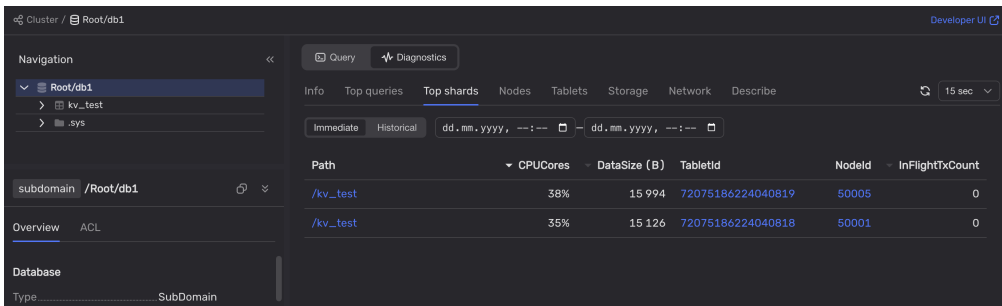 Cluster / Root/db1
Developer UI
Navigation
Root/db1
kv_test
.sys
subdomain /Root/db1
Overview ACL
Database
Type SubDomain
Query Diagnostics
Info Top queries Top shards Nodes Tablets Storage Network Describe 15 sec
Immediate Historical dd.mm.yyyy, --:-- – dd.mm.yyyy, --:--
Path CPUCores DataSize (B) TabletId NodeId InFlightTxCount
/kv_test 38% 15 994 72075186224040819 50005 0
/kv_test 35% 15 126 72075186224040818 50001 0